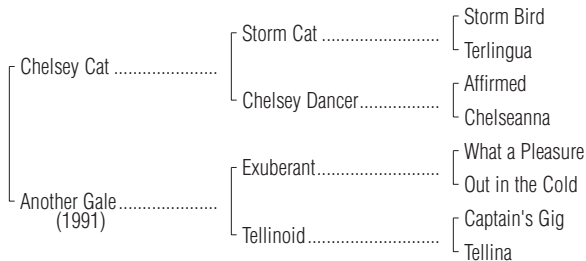 Storm Bird
Storm Cat ........................
Terlingua
Chelsey Cat .....................
Affirmed
Chelsey Dancer................
Chelseanna
What a Pleasure
Exuberant.........................
Out in the Cold
Another Gale....................
(1991)
Captain's Gig
Tellinoid...........................
Tellina